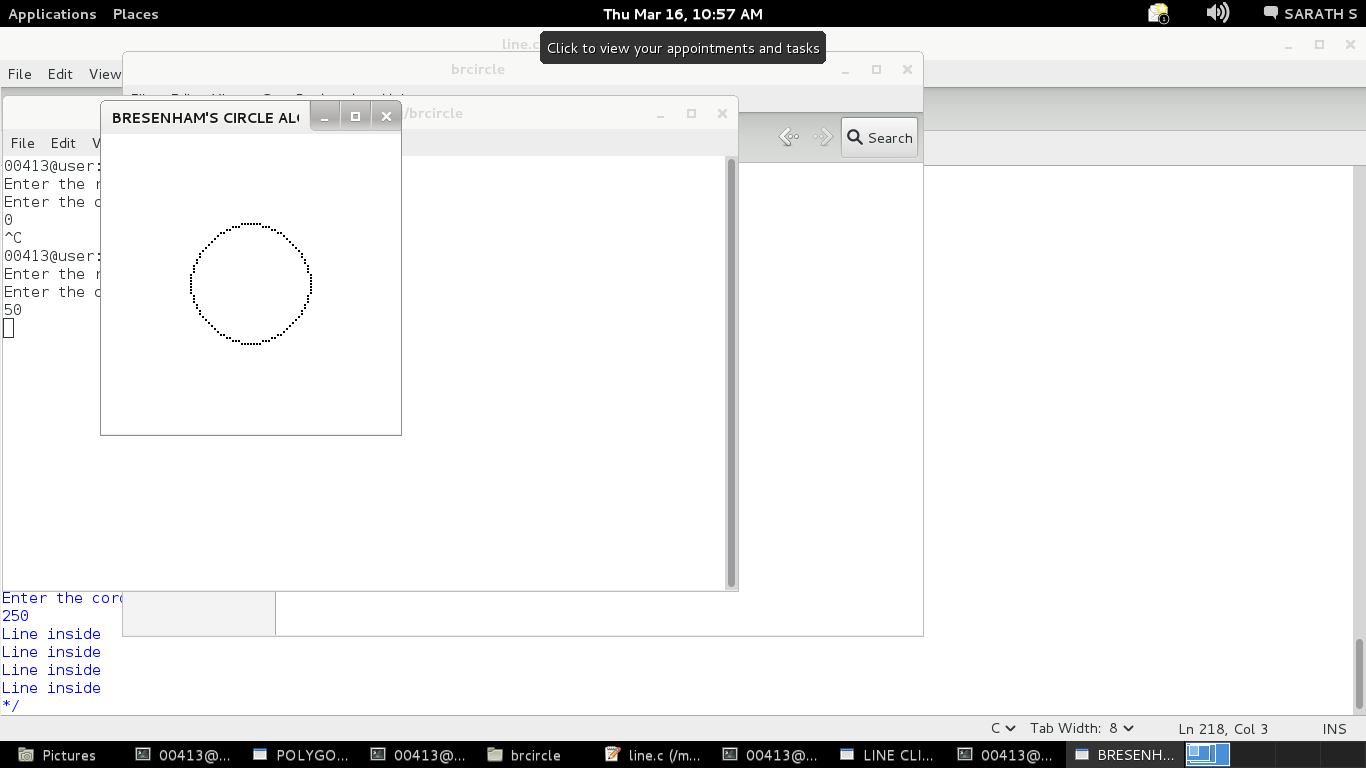 Applications Places Thu Mar 16, 10:57 AM 1 SARATH S
Click to view your appointments and tasks
line.c
File Edit View
brcircle
/brcircle
BRESENHAM'S CIRCLE ALG
File Edit V
Search
00413@user:
Enter the r
Enter the c
0
^C
00413@user:
Enter the r
Enter the c
50
Enter the cord
250
Line inside
Line inside
Line inside
Line inside
*/
C Tab Width: 8 Ln 218, Col 3 INS
Pictures 00413@... POLYGO... 00413@... brcircle line.c (/m... 00413@... LINE CLI... 00413@... BRESENH...